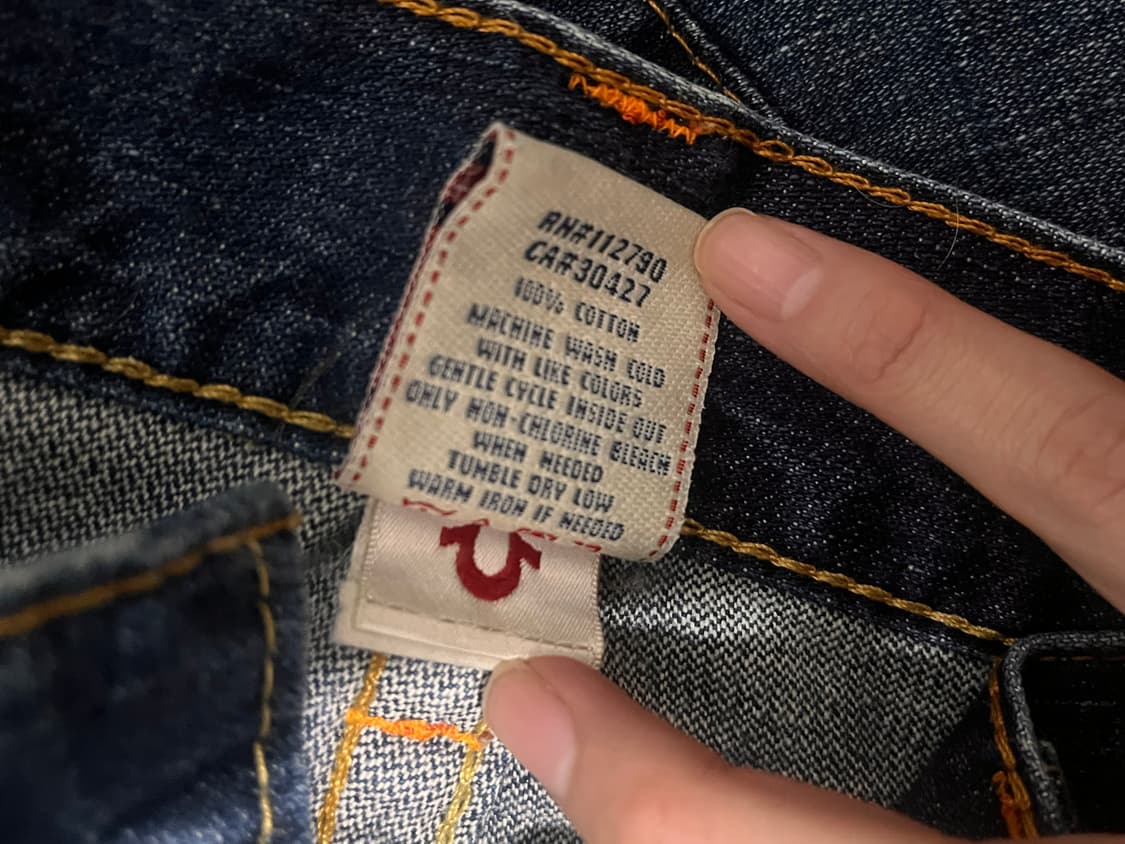 RN#112790
CA#30427
100% COTTON
MACHINE WASH COLD
WITH LIKE COLORS
GENTLE CYCLE INSIDE OUT
ONLY NON-CHLORINE BLEACH
WHEN NEEDED
TUMBLE DRY LOW
WARM IRON IF NEEDED